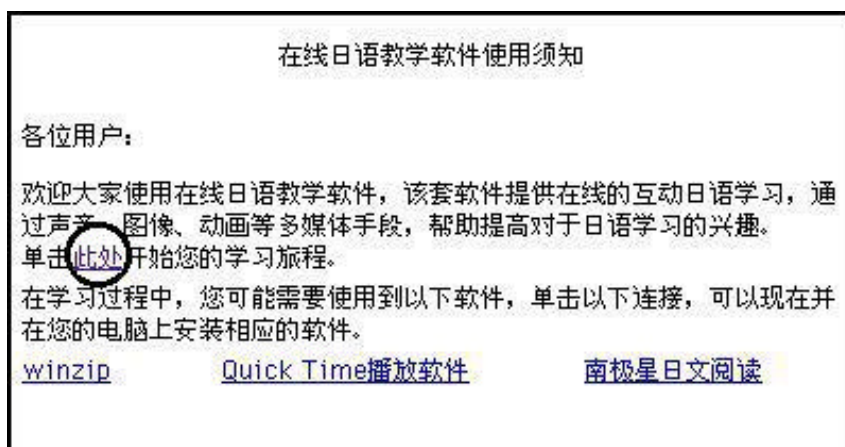 在线日语教学软件使用须知
各位用户：
欢迎大家使用在线日语教学软件，该套软件提供在线的互动日语学习，通
过声音、图像、动画等多媒体手段，帮助提高对于日语学习的兴趣。
单击此处开始您的学习旅程。
在学习过程中，您可能需要使用到以下软件，单击以下连接，可以现在并
在您的电脑上安装相应的软件。
winzip Quick Time播放软件 南极星日文阅读